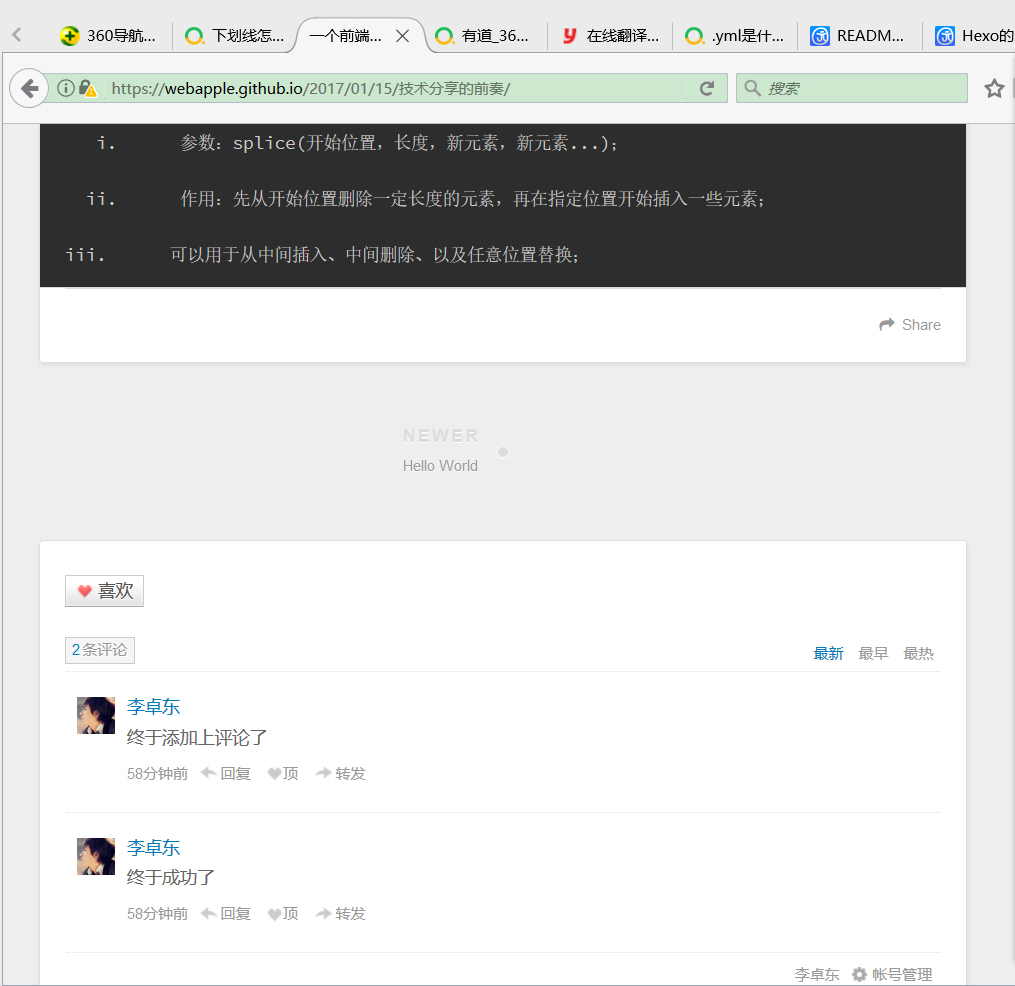 360导航... 下划线怎... 一个前端... 有道_36... 在线翻译... .yml是什... READM... Hexo的
https://webapple.github.io/2017/01/15/技术分享的前奏/ 搜索
i. 参数：splice(开始位置，长度，新元素，新元素...);
ii. 作用：先从开始位置删除一定长度的元素，再在指定位置开始插入一些元素；
iii. 可以用于从中间插入、中间删除、以及任意位置替换；
Share
NEWER
Hello World
喜欢
2条评论 最新 最早 最热
李卓东
终于添加上评论了
58分钟前 回复 顶 转发
李卓东
终于成功了
58分钟前 回复 顶 转发
李卓东 帐号管理